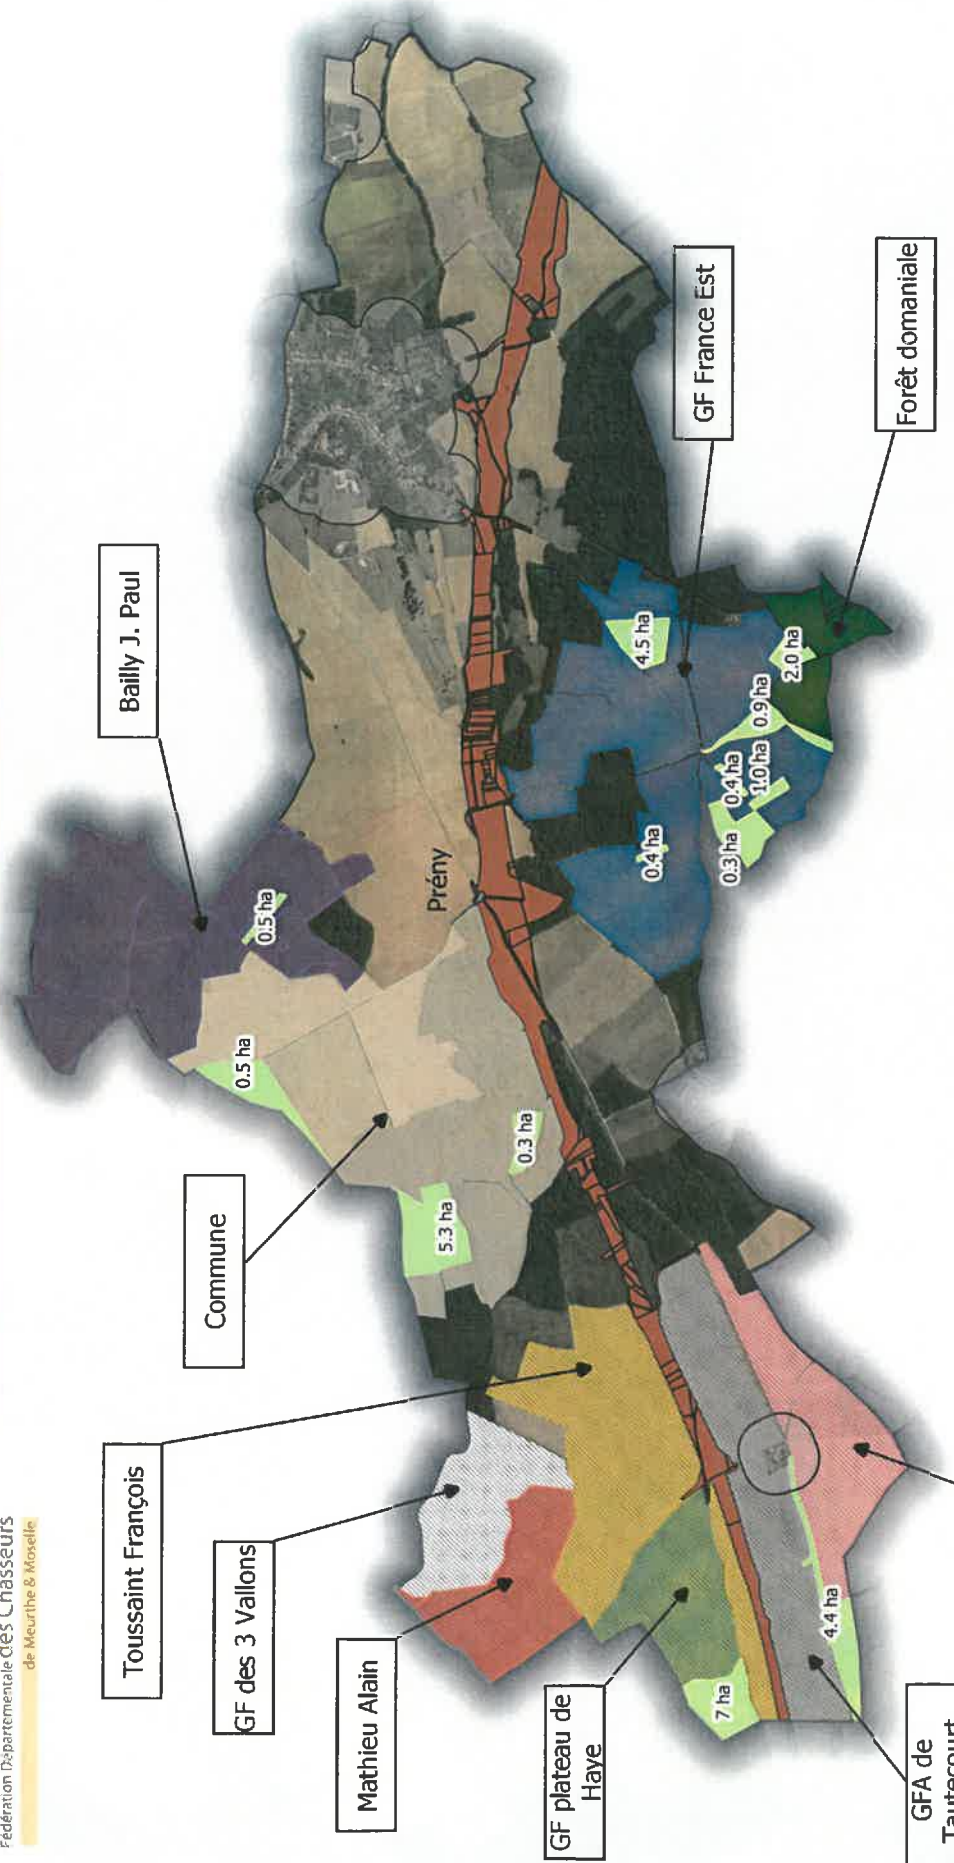 Fédération Départementale des Chasseurs
de Meurthe & Moselle
Bailly J. Paul
Commune
Toussaint François
GF des 3 Vallons
Mathieu Alain
GF plateau de
Haye
GFA de
Tautecourt
GF France Est
Forêt domaniale
Prény
0.5 ha
0.5 ha
0.3 ha
5.3 ha
4.5 ha
2.0 ha
0.9 ha
0.4 ha
1.0 ha
0.3 ha
0.4 ha
7 ha
4.4 ha